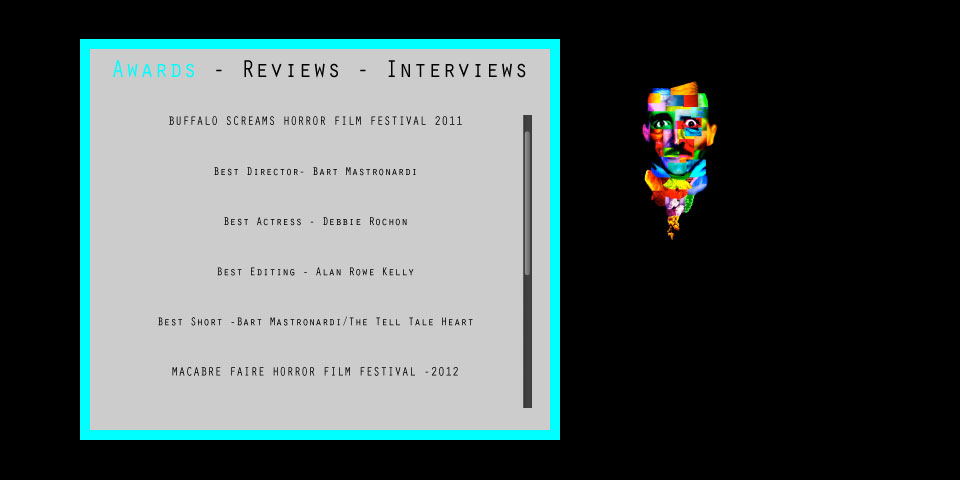 Awards - Reviews - Interviews
BUFFALO SCREAMS HORROR FILM FESTIVAL 2011
Best Director- Bart Mastronardi
Best Actress - Debbie Rochon
Best Editing - Alan Rowe Kelly
Best Short -Bart Mastronardi/The Tell Tale Heart
MACABRE FAIRE HORROR FILM FESTIVAL -2012